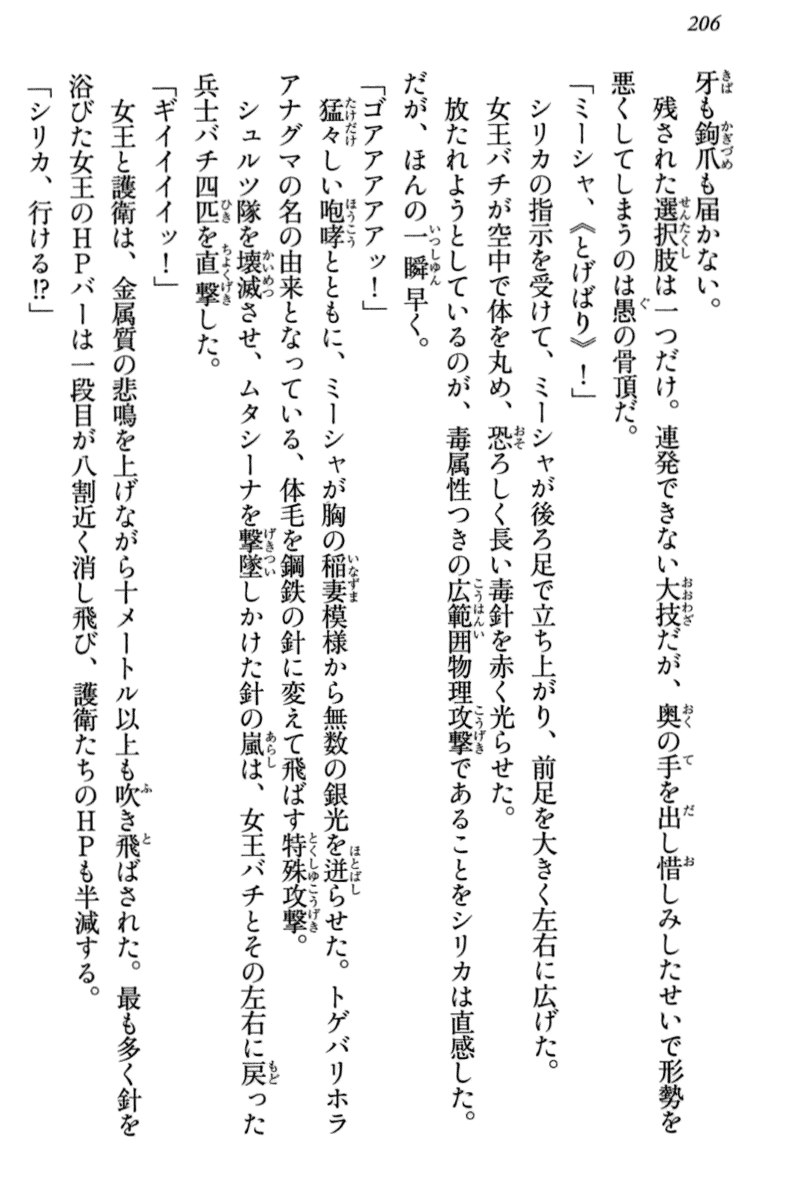 206
牙も鉤爪も届かない。
残された選択肢は一つだけ。連発できない大技だが、奥の手を出し惜しみしたせいで形勢を
悪くしてしまうのは愚の骨頂だ。
「ミーシャ、《とげばり》!」
シリカの指示を受けて、ミーシャが後ろ足で立ち上がり、前足を大きく左右に広げた。
女王バチが空中で体を丸め、恐ろしく長い毒針を赤く光らせた。
放たれようとしているのが、毒属性つきの広範囲物理攻撃であることをシリカは直感した。
だが、ほんの一瞬早く。
「ゴアアアアアッ!」
猛々しい咆哮とともに、ミーシャが胸の稲妻模様から無数の銀光を迸らせた。トゲバリホラ
アナグマの名の由来となっている、体毛を鋼鉄の針に変えて飛ばす特殊攻撃。
シュルツ隊を壊滅させ、ムタシーナを撃墜しかけた針の嵐は、女王バチとその左右に戻った
兵士バチ四匹を直撃した。
「ギイイイイッ!」
女王と護衛は、金属質の悲鳴を上げながら十メートル以上も吹き飛ばされた。最も多く針を
浴びた女王のHPバーは一段目が八割近く消し飛び、護衛たちのHPも半減する。
「シリカ、行ける!?」